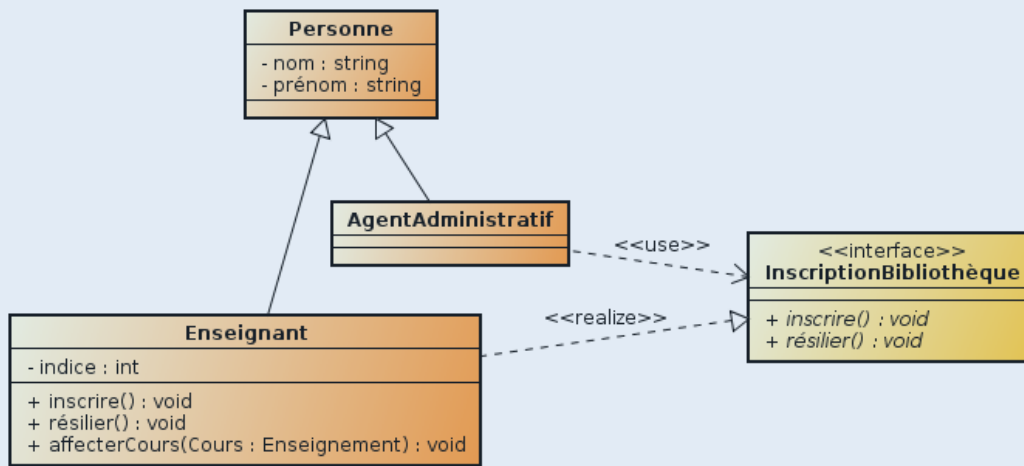 Personne
- nom : string
- prénom : string
AgentAdministratif
<<use>>
<<interface>>
InscriptionBibliothèque
+ inscrire() : void
+ résilier() : void
<<realize>>
Enseignant
- indice : int
+ inscrire() : void
+ résilier() : void
+ affecterCours(Cours : Enseignement) : void